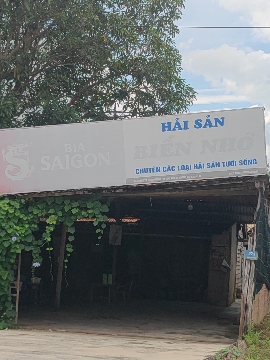 BIA
SAIGON
HẢI SẢN
BIỂN NHỚ
CHUYÊN CÁC LOẠI HẢI SẢN TƯƠI SỐNG